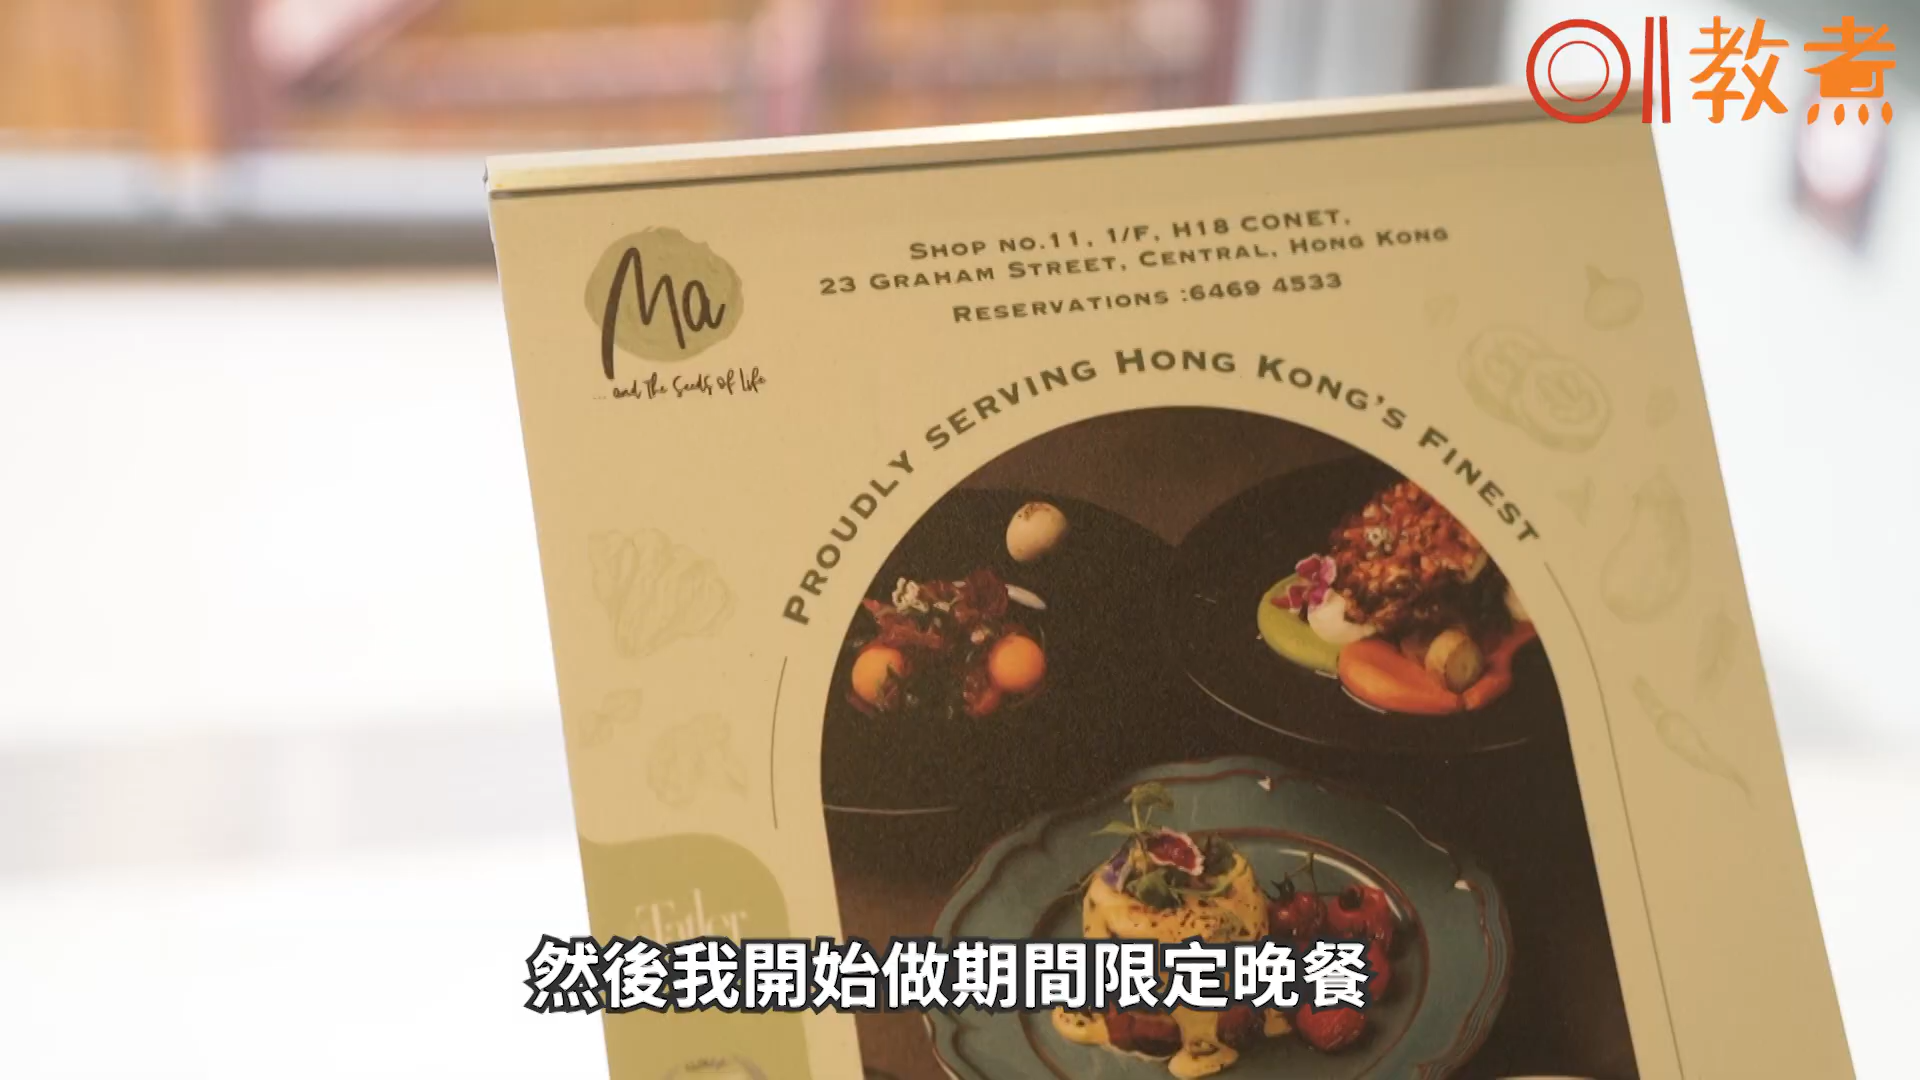 教煮
SHOP NO.11, 1/F, H18 CONET,
23 GRAHAM STREET, CENTRAL, HONG KONG
RESERVATIONS :6469 4533
Ma
... and The Seeds of Life
PROUDLY SERVING HONG KONG'S FINEST
Tatler
然後我開始做期間限定晚餐